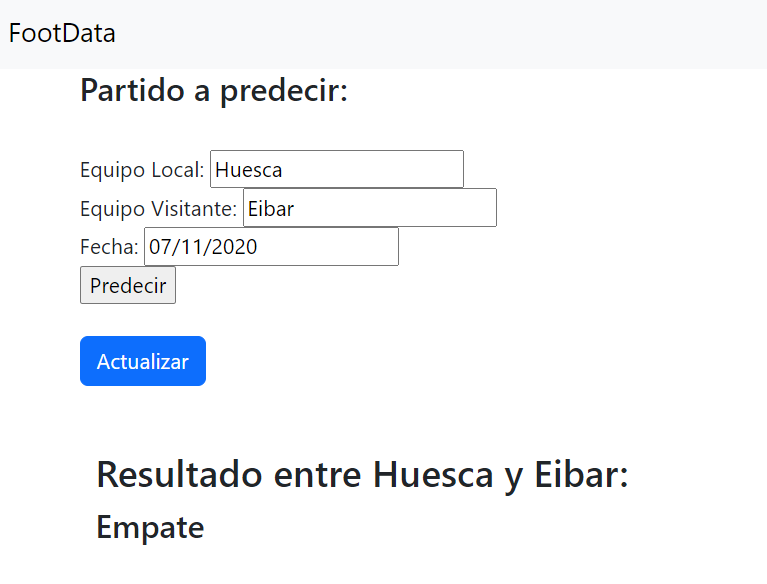 FootData
Partido a predecir:
Equipo Local: Huesca
Equipo Visitante: Eibar
Fecha: 07/11/2020
Predecir
Actualizar
Resultado entre Huesca y Eibar:
Empate